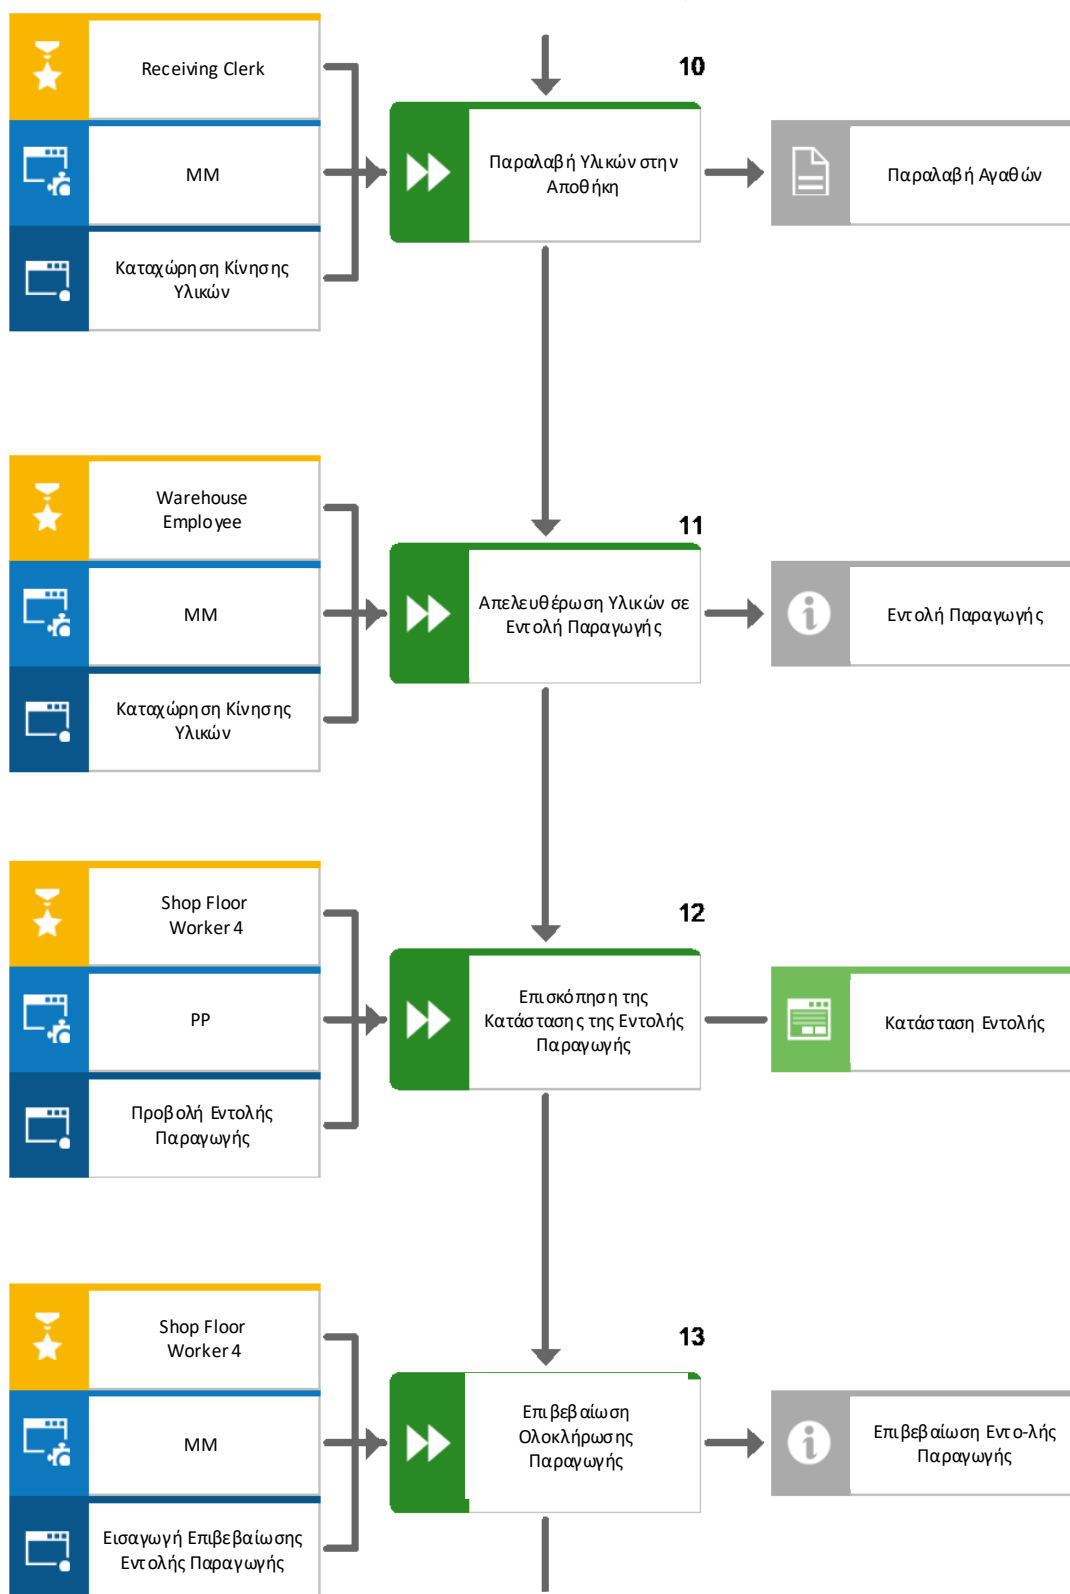 10
Receiving Clerk
MM
Καταχώρηση Κίνησης
Υλικών
Παραλαβή Υλικών στην
Αποθήκη
Παραλαβή Αγαθών
11
Warehouse
Employee
MM
Καταχώρηση Κίνησης
Υλικών
Απελευθέρωση Υλικών σε
Εντολή Παραγωγής
Εντολή Παραγωγής
12
Shop Floor
Worker 4
PP
Προβολή Εντολής
Παραγωγής
Επισκόπηση της
Κατάστασης της Εντολής
Παραγωγής
Κατάσταση Εντολής
13
Shop Floor
Worker 4
MM
Εισαγωγή Επιβεβαίωσης
Εντολής Παραγωγής
Επιβεβαίωση
Ολοκλήρωσης
Παραγωγής
Επιβεβαίωση Εντο-λής
Παραγωγής